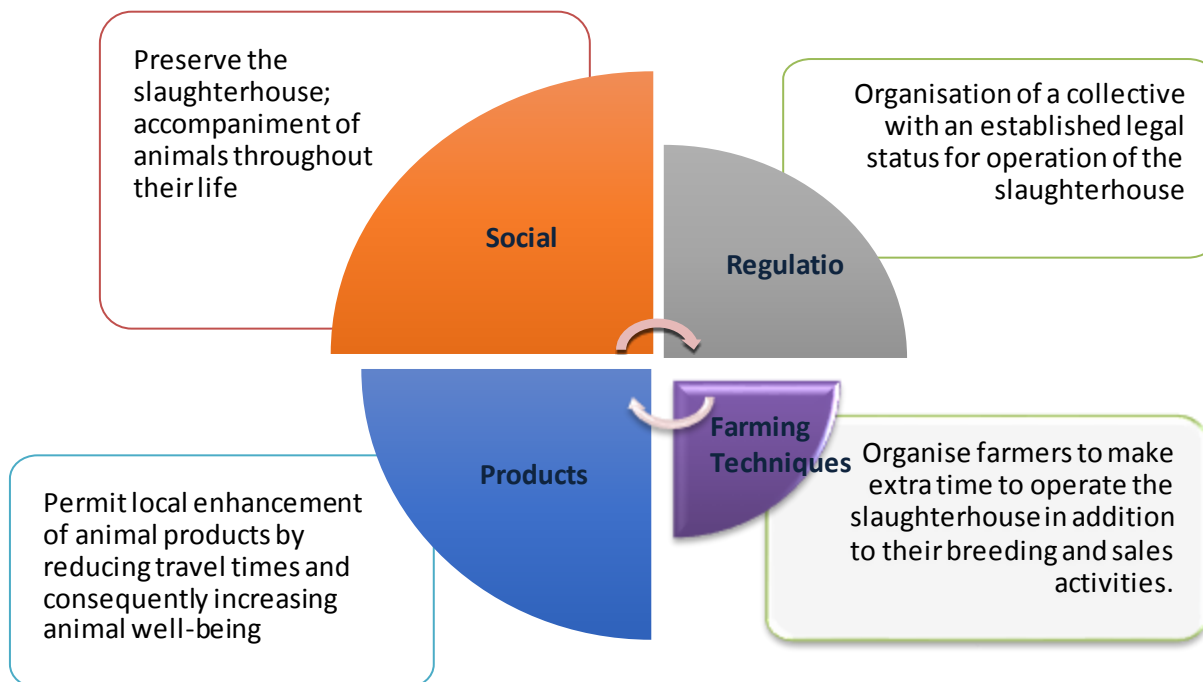 Preserve the
slaughterhouse;
accompaniment of
animals throughout
their life
Social
Organisation of a collective
with an established legal
status for operation of the
slaughterhouse
Regulatio
Products
Permit local enhancement
of animal products by
reducing travel times and
consequently increasing
animal well-being
Farming
Techniques
Organise farmers to make
extra time to operate the
slaughterhouse in addition
to their breeding and sales
activities.